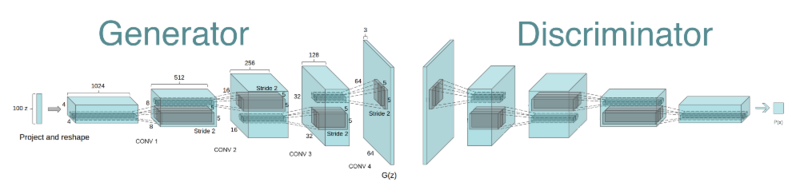 Generator
Discriminator
100 z
Project and reshape
1024
4
4
512
8
8
5
5
Stride 2
CONV 1
256
16
16
5
5
Stride 2
CONV 2
128
32
32
5
5
Stride 2
CONV 3
3
64
64
5
5
Stride 2
CONV 4
G(z)